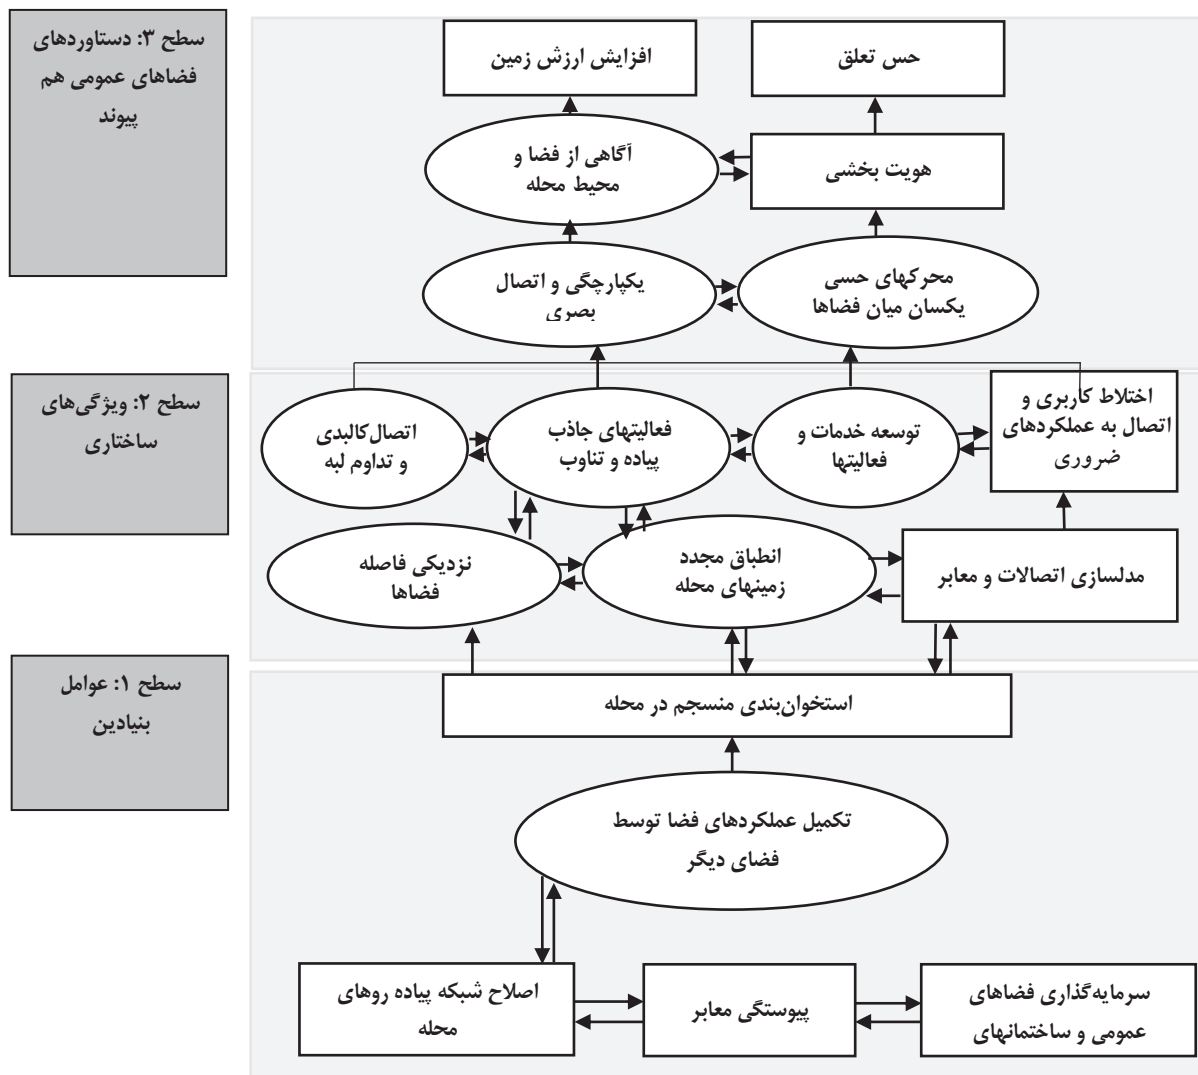 سطح ۳: دستاوردهای
فضاهای عمومی هم
پیوند
افزایش ارزش زمین
حس تعلق
آگاهی از فضا و
محیط محله
هویت بخشی
یکپارچگی و اتصال
بصری
محرکهای حسی
یکسان میان فضاها
سطح ۲: ویژگی‌های
ساختاری
اختلاط کاربری و
اتصال به عملکردهای
ضروری
توسعه خدمات و
فعالیتها
فعالیتهای جاذب
پیاده و تناوب
اتصال‌کالبدی
و تداوم لبه
مدلسازی اتصالات و معابر
انطباق مجدد
زمینهای محله
نزدیکی فاصله
فضاها
سطح ۱: عوامل
بنیادین
استخوان‌بندی منسجم در محله
تکمیل عملکردهای فضا توسط
فضای دیگر
سرمایه‌گذاری فضاهای
عمومی و ساختمانهای
پیوستگی معابر
اصلاح شبکه پیاده روهای
محله